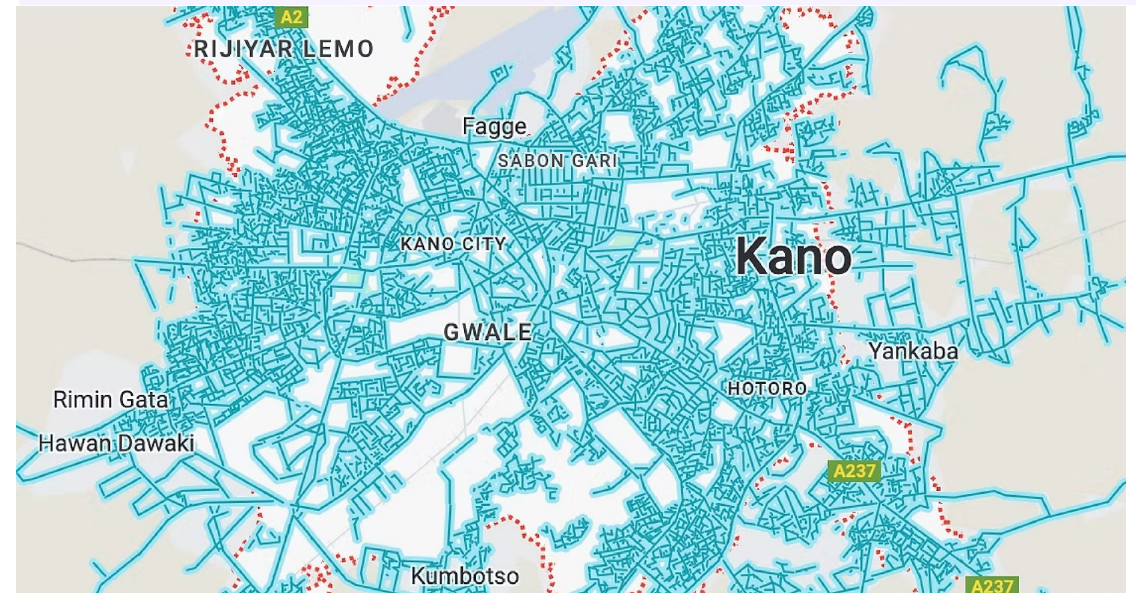 A2
RIJIYAR LEMO
Fagge
SABON GARI
KANO CITY
Kano
GWALE
Yankaba
HOTORO
Rimin Gata
Hawan Dawaki
A237
Kumbotso
A237